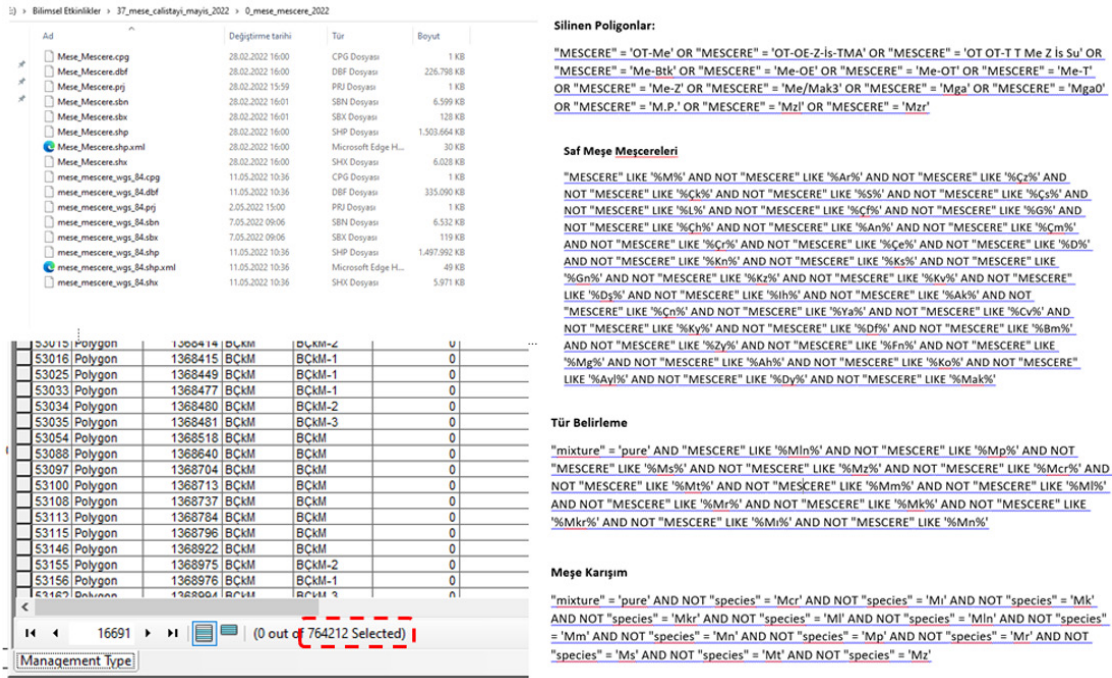 › Bilimsel Etkinlikler › 37_mese_calistayi_mayis_2022 › 0_mese_mescere_2022
Ad Değiştirme tarihi Tür Boyut
Mese_Mescere.cpg 28.02.2022 16:00 CPG Dosyası 1 KB
Mese_Mescere.dbf 28.02.2022 16:00 DBF Dosyası 226.798 KB
Mese_Mescere.prj 28.02.2022 15:59 PRJ Dosyası 1 KB
Mese_Mescere.sbn 28.02.2022 16:01 SBN Dosyası 6.599 KB
Mese_Mescere.sbx 28.02.2022 16:01 SBX Dosyası 128 KB
Mese_Mescere.shp 28.02.2022 16:00 SHP Dosyası 1.503.664 KB
Mese_Mescere.shp.xml 28.02.2022 16:00 Microsoft Edge H... 30 KB
Mese_Mescere.shx 28.02.2022 16:00 SHX Dosyası 6.028 KB
mese_mescere_wgs_84.cpg 11.05.2022 10:36 CPG Dosyası 1 KB
mese_mescere_wgs_84.dbf 11.05.2022 10:36 DBF Dosyası 335.090 KB
mese_mescere_wgs_84.prj 2.05.2022 15:00 PRJ Dosyası 1 KB
mese_mescere_wgs_84.sbn 7.05.2022 09:06 SBN Dosyası 6.532 KB
mese_mescere_wgs_84.sbx 7.05.2022 09:06 SBX Dosyası 119 KB
mese_mescere_wgs_84.shp 11.05.2022 10:36 SHP Dosyası 1.497.992 KB
mese_mescere_wgs_84.shp.xml 11.05.2022 10:36 Microsoft Edge H... 49 KB
mese_mescere_wgs_84.shx 11.05.2022 10:36 SHX Dosyası 5.971 KB
53015 Polygon 1368414 BÇkM BÇkM-2 0
53016 Polygon 1368415 BÇkM BÇkM-1 0
53025 Polygon 1368449 BÇkM BÇkM-1 0
53033 Polygon 1368477 BÇkM BÇkM-1 0
53034 Polygon 1368480 BÇkM BÇkM-2 0
53035 Polygon 1368481 BÇkM BÇkM-3 0
53054 Polygon 1368518 BÇkM BÇkM 0
53088 Polygon 1368640 BÇkM BÇkM 0
53097 Polygon 1368704 BÇkM BÇkM 0
53100 Polygon 1368713 BÇkM BÇkM 0
53108 Polygon 1368737 BÇkM BÇkM 0
53113 Polygon 1368784 BÇkM BÇkM 0
53115 Polygon 1368796 BÇkM BÇkM 0
53146 Polygon 1368922 BÇkM BÇkM 0
53155 Polygon 1368975 BÇkM BÇkM-2 0
53156 Polygon 1368976 BÇkM BÇkM-1 0
53162 Polygon 1368994 BÇkM BÇkM-3 0
16691 (0 out of 764212 Selected)
Management Type
Silinen Poligonlar:
"MESCERE" = 'OT-Me' OR "MESCERE" = 'OT-OE-Z-İs-TMA' OR "MESCERE" = 'OT OT-T T Me Z İs Su' OR
"MESCERE" = 'Me-Btk' OR "MESCERE" = 'Me-OE' OR "MESCERE" = 'Me-OT' OR "MESCERE" = 'Me-T'
OR "MESCERE" = 'Me-Z' OR "MESCERE" = 'Me/Mak3' OR "MESCERE" = 'Mga' OR "MESCERE" = 'Mga0'
OR "MESCERE" = 'M.P.' OR "MESCERE" = 'Mzl' OR "MESCERE" = 'Mzr'
Saf Meşe Meşcereleri
"MESCERE" LIKE '%M%' AND NOT "MESCERE" LIKE '%Ar%' AND NOT "MESCERE" LIKE '%Çz%' AND
NOT "MESCERE" LIKE '%Çk%' AND NOT "MESCERE" LIKE '%S%' AND NOT "MESCERE" LIKE '%Çs%' AND
NOT "MESCERE" LIKE '%L%' AND NOT "MESCERE" LIKE '%Çf%' AND NOT "MESCERE" LIKE '%G%' AND
NOT "MESCERE" LIKE '%Çh%' AND NOT "MESCERE" LIKE '%An%' AND NOT "MESCERE" LIKE '%Çm%'
AND NOT "MESCERE" LIKE '%Çr%' AND NOT "MESCERE" LIKE '%Çe%' AND NOT "MESCERE" LIKE '%D%'
AND NOT "MESCERE" LIKE '%Kn%' AND NOT "MESCERE" LIKE '%Ks%' AND NOT "MESCERE" LIKE
'%Gn%' AND NOT "MESCERE" LIKE '%Kz%' AND NOT "MESCERE" LIKE '%Kv%' AND NOT "MESCERE"
LIKE '%Dş%' AND NOT "MESCERE" LIKE '%Ih%' AND NOT "MESCERE" LIKE '%Ak%' AND NOT
"MESCERE" LIKE '%Çn%' AND NOT "MESCERE" LIKE '%Ya%' AND NOT "MESCERE" LIKE '%Cv%' AND
NOT "MESCERE" LIKE '%Ky%' AND NOT "MESCERE" LIKE '%Df%' AND NOT "MESCERE" LIKE '%Bm%'
AND NOT "MESCERE" LIKE '%Zy%' AND NOT "MESCERE" LIKE '%Fn%' AND NOT "MESCERE" LIKE
'%Mg%' AND NOT "MESCERE" LIKE '%Ah%' AND NOT "MESCERE" LIKE '%Ko%' AND NOT "MESCERE"
LIKE '%Ayl%' AND NOT "MESCERE" LIKE '%Dy%' AND NOT "MESCERE" LIKE '%Mak%'
Tür Belirleme
"mixture" = 'pure' AND "MESCERE" LIKE '%Mln%' AND NOT "MESCERE" LIKE '%Mp%' AND NOT
"MESCERE" LIKE '%Ms%' AND NOT "MESCERE" LIKE '%Mz%' AND NOT "MESCERE" LIKE '%Mcr%' AND
NOT "MESCERE" LIKE '%Mt%' AND NOT "MESCERE" LIKE '%Mm%' AND NOT "MESCERE" LIKE '%Ml%'
AND NOT "MESCERE" LIKE '%Mr%' AND NOT "MESCERE" LIKE '%Mk%' AND NOT "MESCERE" LIKE
'%Mkr%' AND NOT "MESCERE" LIKE '%Mı%' AND NOT "MESCERE" LIKE '%Mn%'
Meşe Karışım
"mixture" = 'pure' AND NOT "species" = 'Mcr' AND NOT "species" = 'Mı' AND NOT "species" = 'Mk'
AND NOT "species" = 'Mkr' AND NOT "species" = 'Ml' AND NOT "species" = 'Mln' AND NOT "species"
= 'Mm' AND NOT "species" = 'Mn' AND NOT "species" = 'Mp' AND NOT "species" = 'Mr' AND NOT
"species" = 'Ms' AND NOT "species" = 'Mt' AND NOT "species" = 'Mz'